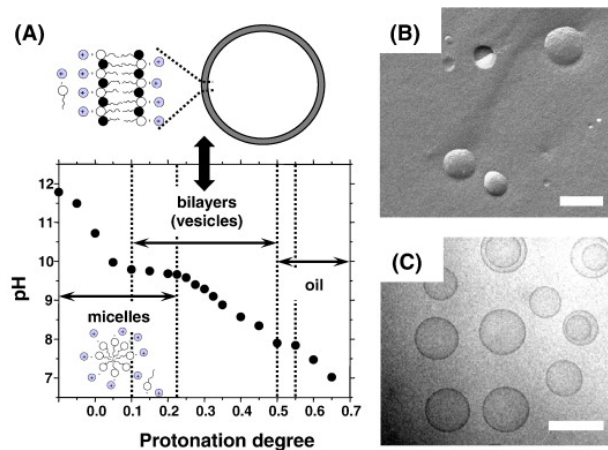 (A)
+
bilayers
(vesicles)
oil
micelles
pH
12
11
10
9
8
7
0.0 0.1 0.2 0.3 0.4 0.5 0.6 0.7
Protonation degree
(B)
(C)